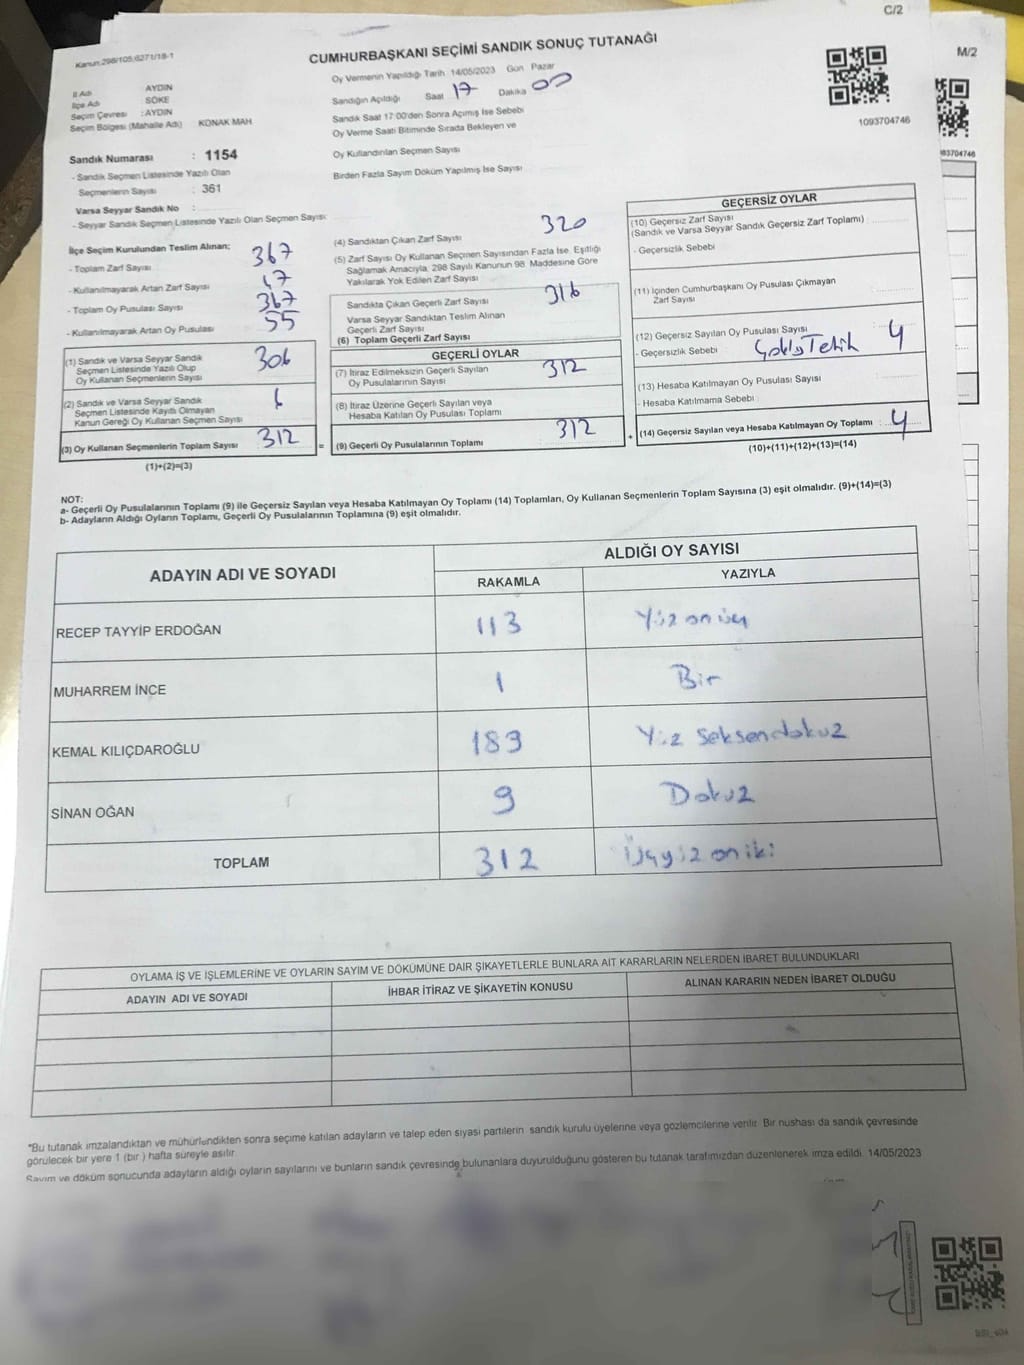 C/2
M/2
Kanun:298/105,6271/18-1
CUMHURBAŞKANI SEÇİMİ SANDIK SONUÇ TUTANAĞI
İl Adı AYDIN
İlçe Adı : SÖKE
Seçim Çevresi : AYDIN
Seçim Bölgesi (Mahalle Adı) KONAK MAH.
Oy Vermenin Yapıldığı Tarih 14/05/2023 Gün Pazar
Sandığın Açıldığı Saat 17 Dakika 00
Sandık Saat 17:00'den Sonra Açımış İse Sebebi
Oy Verme Saati Bitiminde Sırada Bekleyen ve
Oy Kullandırılan Seçmen Sayısı
Birden Fazla Sayım Döküm Yapılmış İse Sayısı
1093704746
93704746
Sandık Numarası : 1154
- Sandık Seçmen Listesinde Yazılı Olan
Seçmenlerin Sayısı : 361
Varsa Seyyar Sandık No :
- Seyyar Sandık Seçmen Listesinde Yazılı Olan Seçmen Sayısı:
İlçe Seçim Kurulundan Teslim Alınan;
- Toplam Zarf Sayısı 367
- Kullanılmayarak Artan Zarf Sayısı 47
- Toplam Oy Pusulası Sayısı 367
- Kullanılmayarak Artan Oy Pusulası 55
(1) Sandık ve Varsa Seyyar Sandık
Seçmen Listesinde Yazılı Olup
Oy Kullanan Seçmenlerin Sayısı 306
(2) Sandık ve Varsa Seyyar Sandık
Seçmen Listesinde Kayıtlı Olmayan
Kanun Gereği Oy Kullanan Seçmen Sayısı 6
(3) Oy Kullanan Seçmenlerin Toplam Sayısı 312
(1)+(2)=(3)
=
(4) Sandıktan Çıkan Zarf Sayısı 320
(5) Zarf Sayısı Oy Kullanan Seçmen Sayısından Fazla İse, Eşitliği
Sağlamak Amacıyla, 298 Sayılı Kanunun 98. Maddesine Göre
Yakılarak Yok Edilen Zarf Sayısı
Sandıkta Çıkan Geçerli Zarf Sayısı 316
Varsa Seyyar Sandıktan Teslim Alınan
Geçerli Zarf Sayısı
(6) Toplam Geçerli Zarf Sayısı
GEÇERLİ OYLAR
(7) İtiraz Edilmeksizin Geçerli Sayılan
Oy Pusulalarının Sayısı 312
(8) İtiraz Üzerine Geçerli Sayılan veya
Hesaba Katılan Oy Pusulası Toplamı
(9) Geçerli Oy Pusulalarının Toplamı 312
+
GEÇERSİZ OYLAR
(10) Geçersiz Zarf Sayısı
(Sandık ve Varsa Seyyar Sandık Geçersiz Zarf Toplamı)
- Geçersizlik Sebebi
(11) İçinden Cumhurbaşkanı Oy Pusulası Çıkmayan
Zarf Sayısı
(12) Geçersiz Sayılan Oy Pusulası Sayısı : 4
- Geçersizlik Sebebi
(13) Hesaba Katılmayan Oy Pusulası Sayısı
- Hesaba Katılmama Sebebi
(14) Geçersiz Sayılan veya Hesaba Katılmayan Oy Toplamı : 4
(10)+(11)+(12)+(13)=(14)
NOT:
a- Geçerli Oy Pusulalarının Toplamı (9) ile Geçersiz Sayılan veya Hesaba Katılmayan Oy Toplamı (14) Toplamları, Oy Kullanan Seçmenlerin Toplam Sayısına (3) eşit olmalıdır. (9)+(14)=(3)
b- Adayların Aldığı Oyların Toplamı, Geçerli Oy Pusulalarının Toplamına (9) eşit olmalıdır.
ADAYIN ADI VE SOYADI
ALDIĞI OY SAYISI
RAKAMLA YAZIYLA
RECEP TAYYİP ERDOĞAN 113 Yüzonüç
MUHARREM İNCE 1 Bir
KEMAL KILIÇDAROĞLU 189 Yüz seksendokuz
SİNAN OĞAN 9 Dokuz
TOPLAM 312 Üçyüz oniki
OYLAMA İŞ VE İŞLEMLERİNE VE OYLARIN SAYIM VE DÖKÜMÜNE DAİR ŞİKAYETLERLE BUNLARA AİT KARARLARIN NELERDEN İBARET BULUNDUKLARI
ADAYIN ADI VE SOYADI İHBAR İTİRAZ VE ŞİKAYETİN KONUSU ALINAN KARARIN NEDEN İBARET OLDUĞU
*Bu tutanak imzalandıktan ve mühürlendikten sonra seçime katılan adayların ve talep eden siyasi partilerin sandık kurulu üyelerine veya gözlemcilerine verilir. Bir nushası da sandık çevresinde
görülecek bir yere 1 (bir ) hafta süreyle asılır.
Sayım ve döküm sonucunda adayların aldığı oyların sayılarını ve bunların sandık çevresinde bulunanlara duyurulduğunu gösteren bu tutanak tarafımızdan düzenlenerek imza edildi. 14/05/2023